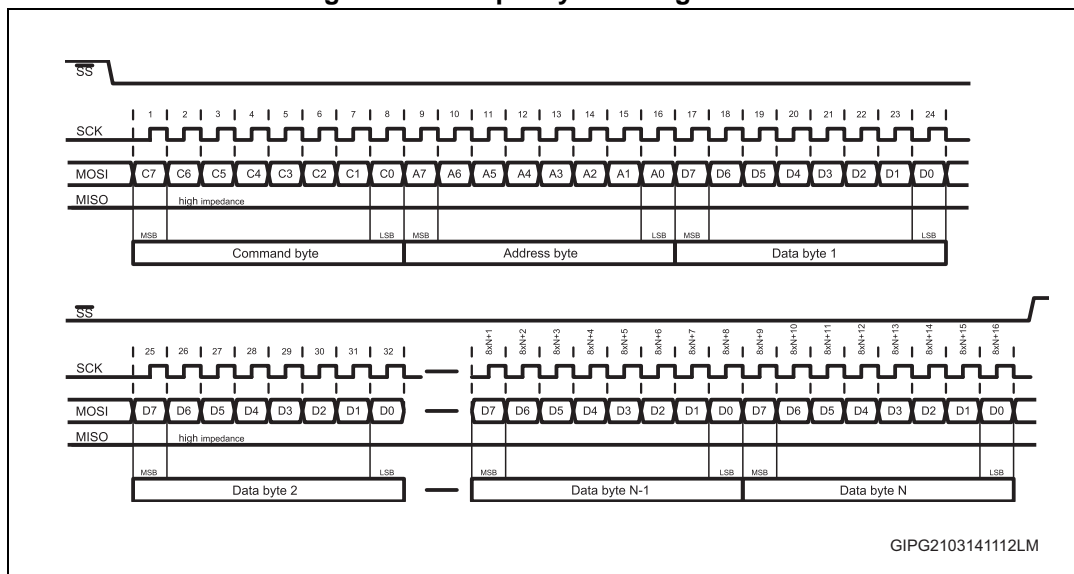 SS
1 2 3 4 5 6 7 8 9 10 11 12 13 14 15 16 17 18 19 20 21 22 23 24
SCK
MOSI C7 C6 C5 C4 C3 C2 C1 C0 A7 A6 A5 A4 A3 A2 A1 A0 D7 D6 D5 D4 D3 D2 D1 D0
MISO high impedance
MSB LSB MSB LSB MSB LSB
Command byte Address byte Data byte 1
SS
25 26 27 28 29 30 31 32 8xN+1 8xN+2 8xN+3 8xN+4 8xN+5 8xN+6 8xN+7 8xN+8 8xN+9 8xN+10 8xN+11 8xN+12 8xN+13 8xN+14 8xN+15 8xN+16
SCK
MOSI D7 D6 D5 D4 D3 D2 D1 D0 D7 D6 D5 D4 D3 D2 D1 D0 D7 D6 D5 D4 D3 D2 D1 D0
MISO high impedance
MSB LSB MSB LSB MSB LSB
Data byte 2 Data byte N-1 Data byte N
GIPG2103141112LM